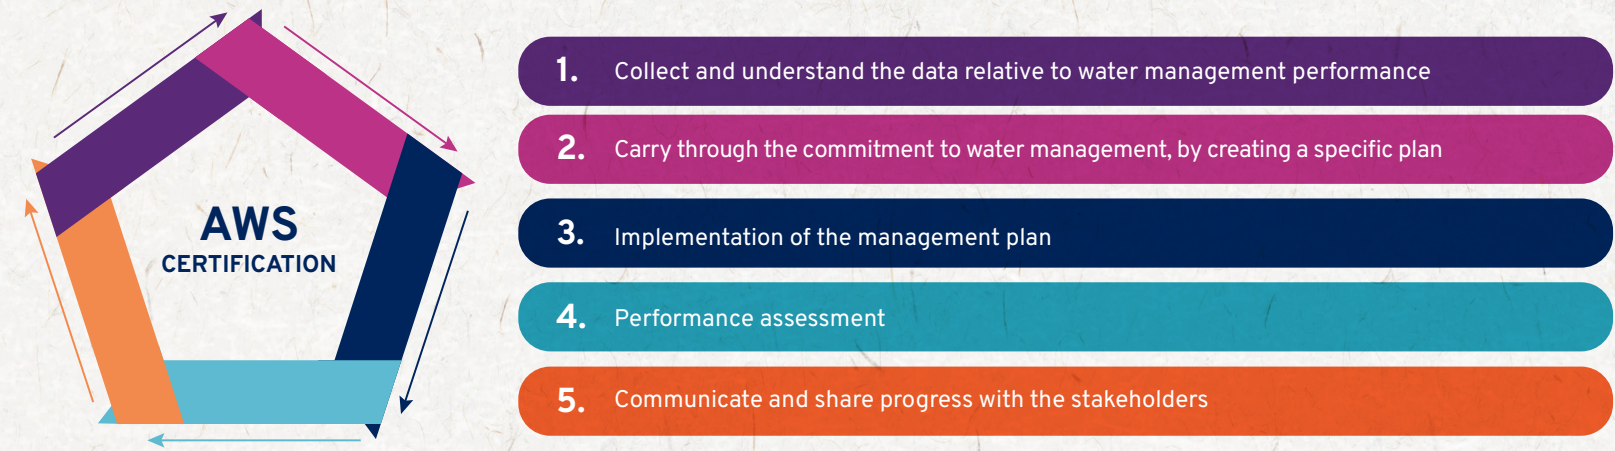 AWS
CERTIFICATION
1. Collect and understand the data relative to water management performance
2. Carry through the commitment to water management, by creating a specific plan
3. Implementation of the management plan
4. Performance assessment
5. Communicate and share progress with the stakeholders